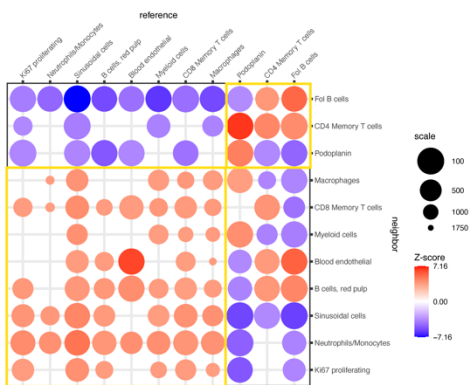 reference
Ki67 proliferating
Neutrophils/Monocytes
Sinusoidal cells
B cells, red pulp
Blood endothelial
Myeloid cells
CD8 Memory T cells
Macrophages
Podoplanin
CD4 Memory T cells
Fol B cells
Fol B cells
CD4 Memory T cells
Podoplanin
Macrophages
CD8 Memory T cells
Myeloid cells
Blood endothelial
B cells, red pulp
Sinusoidal cells
Neutrophils/Monocytes
Ki67 proliferating
neighbor
scale
100
500
1000
1750
Z-score
7.16
0.00
−7.16